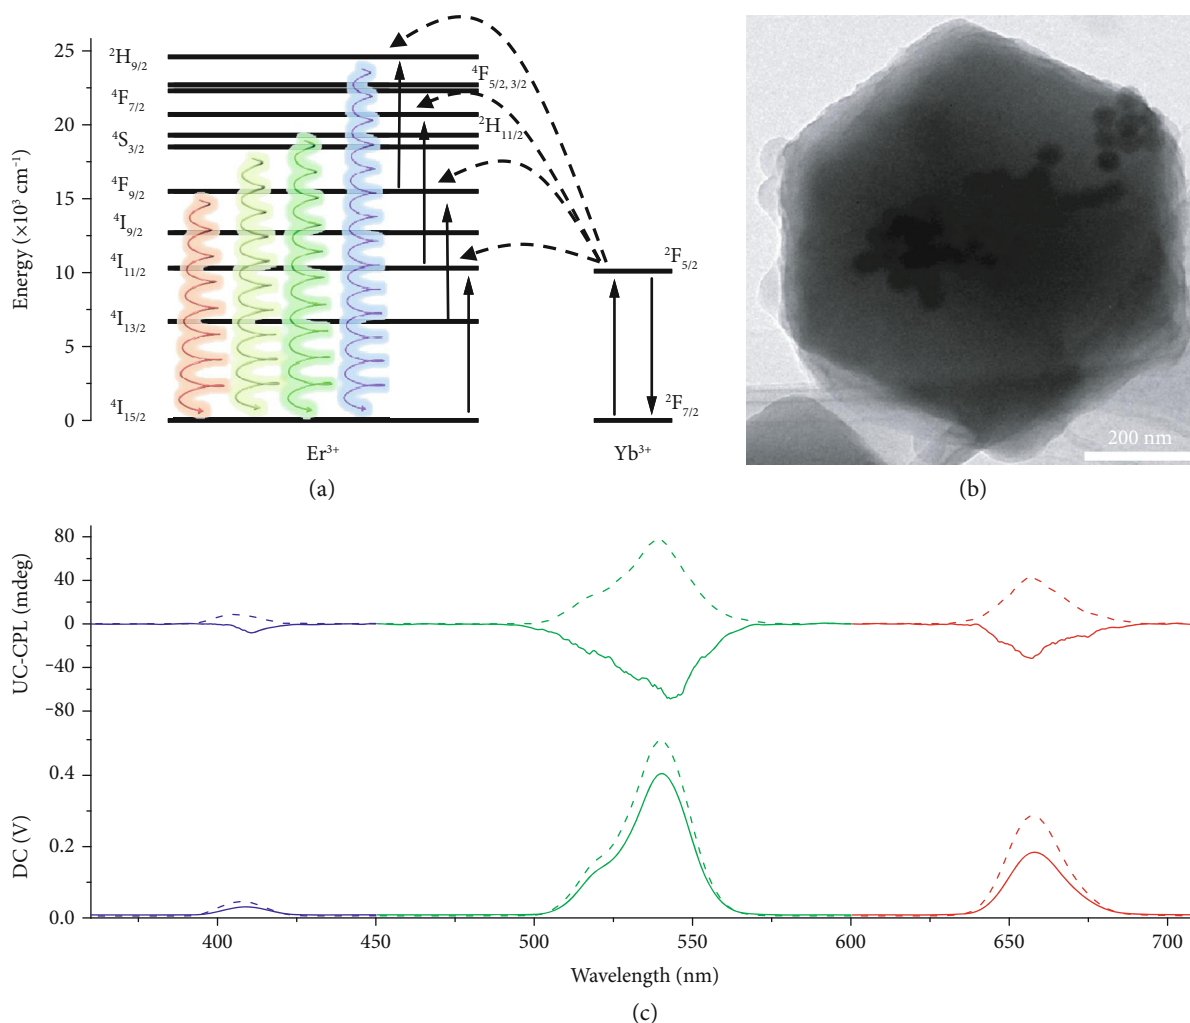 Energy (×10³ cm⁻¹)
25
20
15
10
5
0
²H₉/₂
⁴F₇/₂
⁴S₃/₂
⁴F₉/₂
⁴I₉/₂
⁴I₁₁/₂
⁴I₁₃/₂
⁴I₁₅/₂
⁴F₅/₂, ₃/₂
²H₁₁/₂
²F₅/₂
²F₇/₂
Er³⁺
Yb³⁺
(a)
200 nm
(b)
UC-CPL (mdeg)
80
40
0
-40
-80
DC (V)
0.4
0.2
0.0
400 450 500 550 600 650 700
Wavelength (nm)
(c)